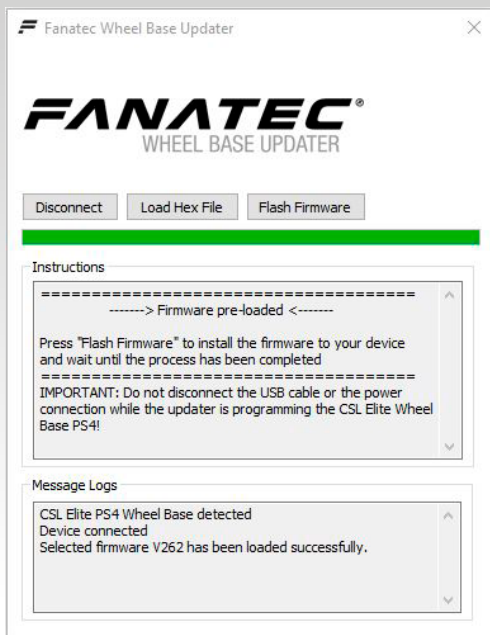 Fanatec Wheel Base Updater
FANATEC®
WHEEL BASE UPDATER
Disconnect
Load Hex File
Flash Firmware
Instructions
=====================================
-------> Firmware pre-loaded <-------
Press "Flash Firmware" to install the firmware to your device
and wait until the process has been completed
=====================================
IMPORTANT: Do not disconnect the USB cable or the power
connection while the updater is programming the CSL Elite Wheel
Base PS4!
Message Logs
CSL Elite PS4 Wheel Base detected
Device connected
Selected firmware V262 has been loaded successfully.